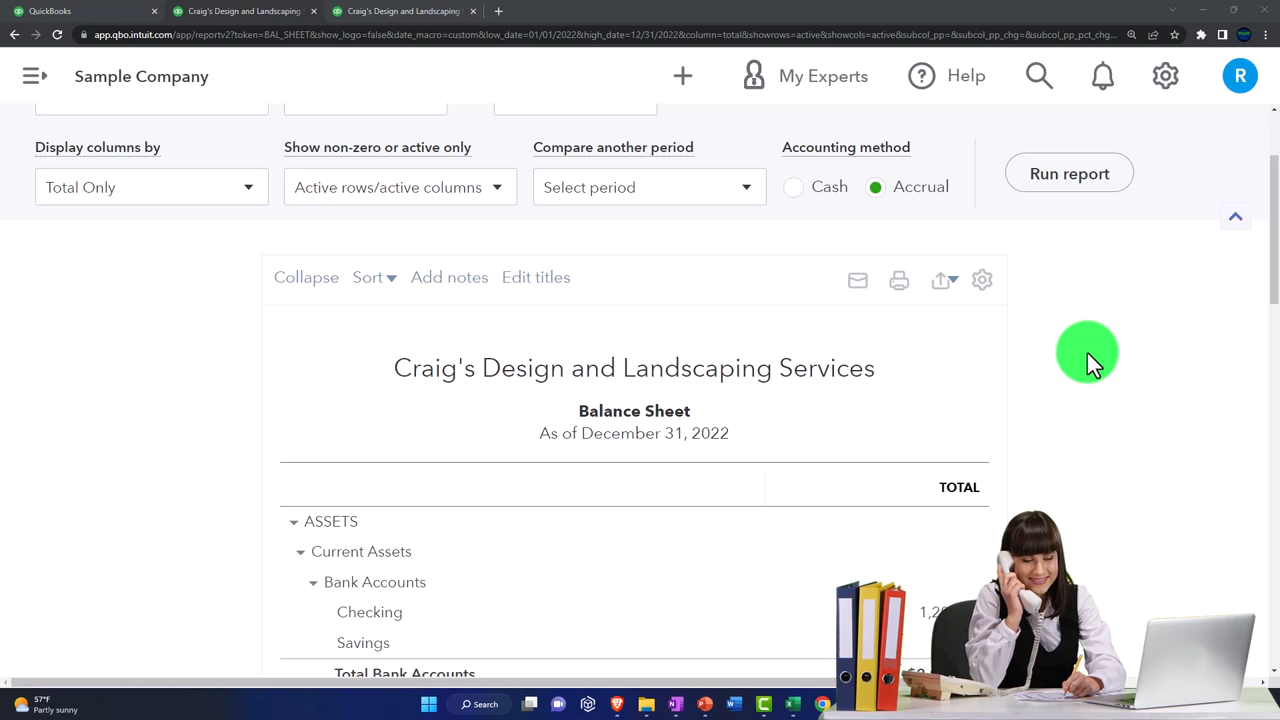 QuickBooks
Craig's Design and Landscaping
Craig's Design and Landscaping
app.qbo.intuit.com/app/reportv2?token=BAL_SHEET&show_logo=false&date_macro=custom&low_date=01/01/2022&high_date=12/31/2022&column=total&showrows=active&showcols=active&subcol_pp=&subcol_pp_chg=&subcol_pp_pct_chg...
Sample Company
My Experts
Help
R
Display columns by
Show non-zero or active only
Compare another period
Accounting method
Total Only
Active rows/active columns
Select period
Cash
Accrual
Run report
Collapse
Sort
Add notes
Edit titles
Craig's Design and Landscaping Services
Balance Sheet
As of December 31, 2022
TOTAL
ASSETS
Current Assets
Bank Accounts
Checking
Savings
Total Bank Accounts
57°F
Partly sunny
Search